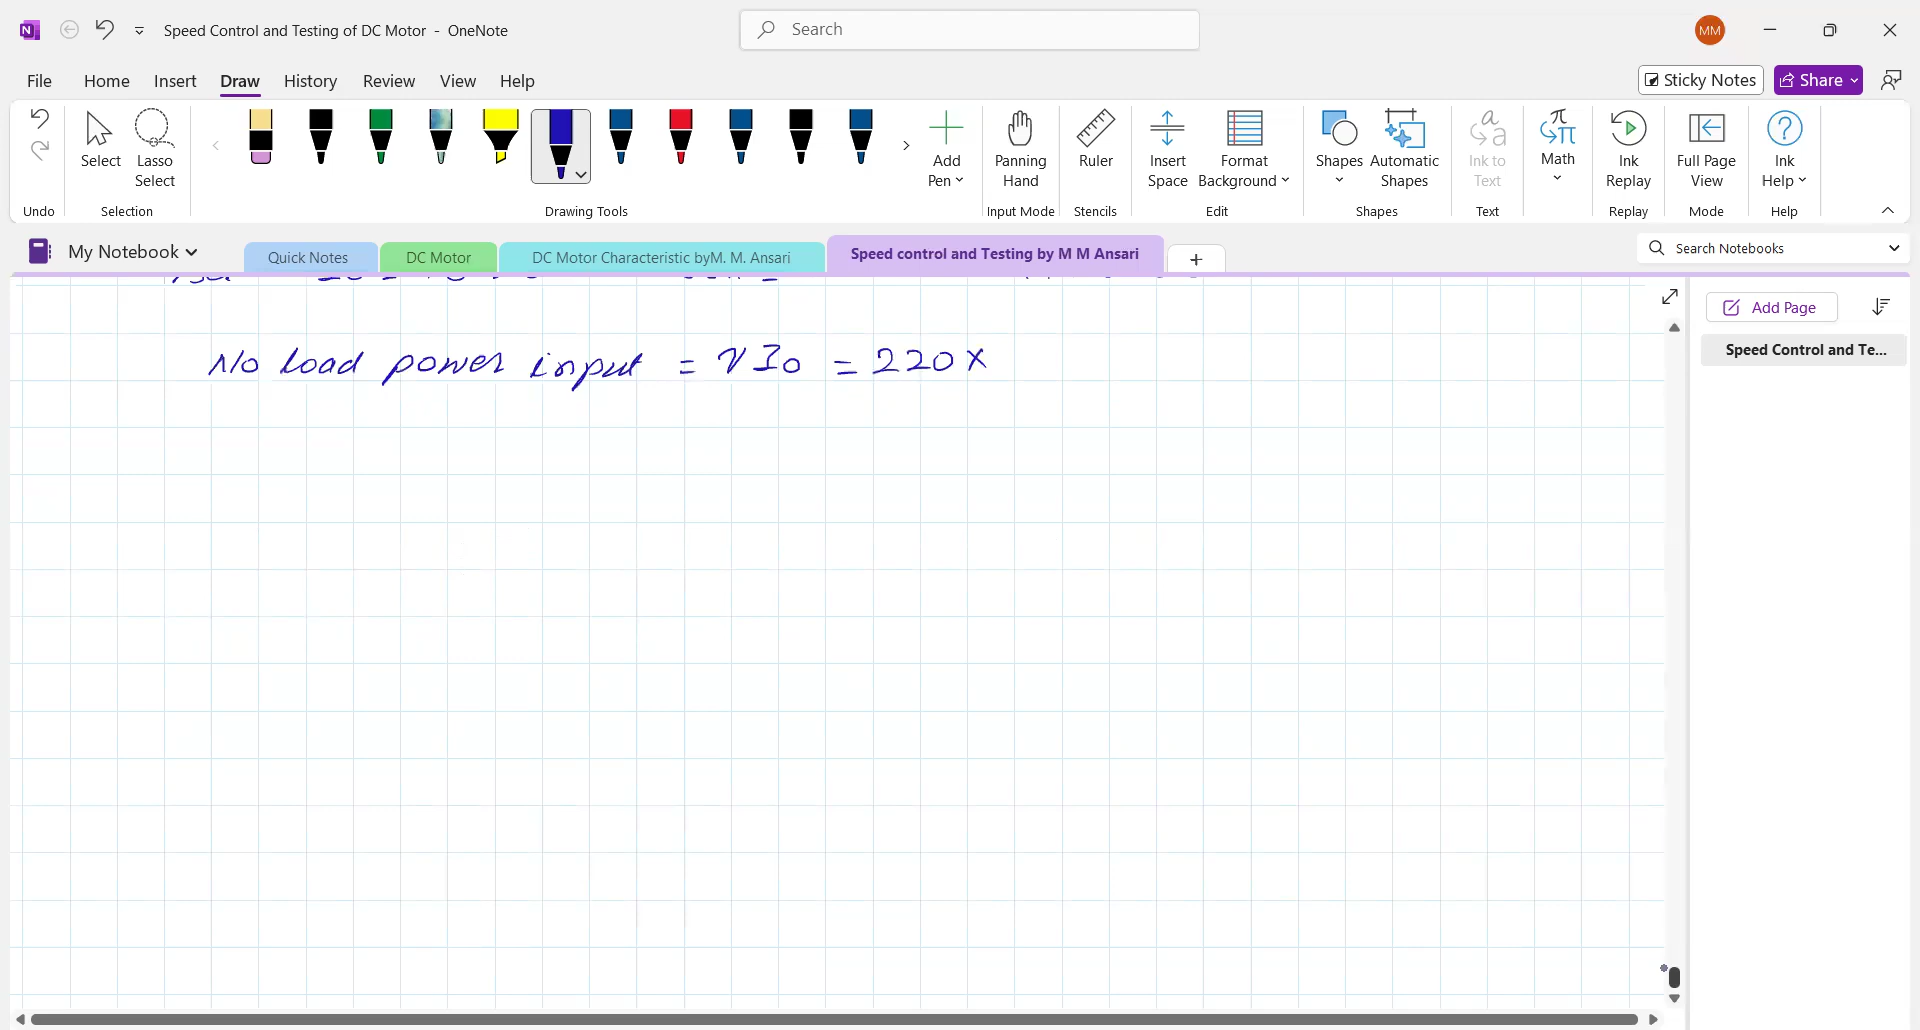 Speed Control and Testing of DC Motor - OneNote
Search
MM
File Home Insert Draw History Review View Help
Sticky Notes Share
Select
Lasso Select
Add Pen
Panning Hand
Ruler
Insert Space
Format Background
Shapes
Automatic Shapes
Ink to Text
Math
Ink Replay
Full Page View
Ink Help
Undo Selection Drawing Tools Input Mode Stencils Edit Shapes Text Replay Mode Help
My Notebook
Quick Notes
DC Motor
DC Motor Characteristic byM. M. Ansari
Speed control and Testing by M M Ansari
+
Search Notebooks
Add Page
Speed Control and Te...
No load power input = VI0 = 220 X